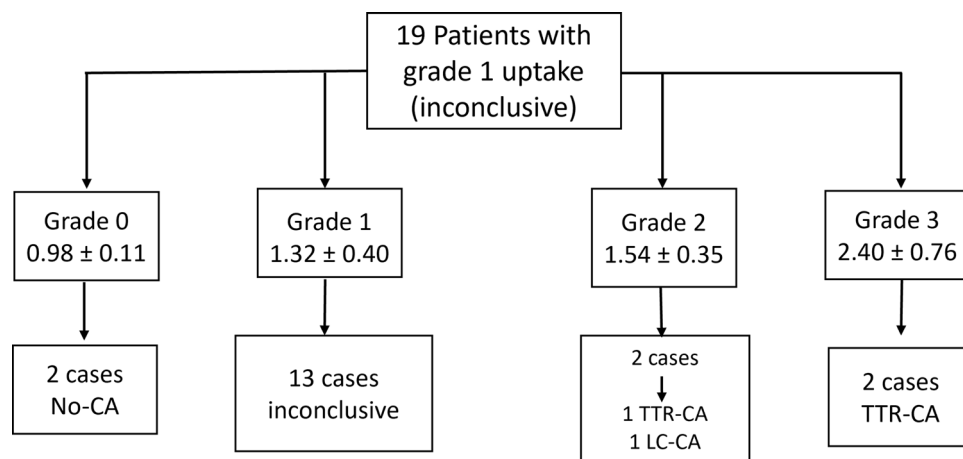 19 Patients with
grade 1 uptake
(inconclusive)
Grade 0
0.98 ± 0.11
Grade 1
1.32 ± 0.40
Grade 2
1.54 ± 0.35
Grade 3
2.40 ± 0.76
2 cases
No-CA
13 cases
inconclusive
2 cases
1 TTR-CA
1 LC-CA
2 cases
TTR-CA